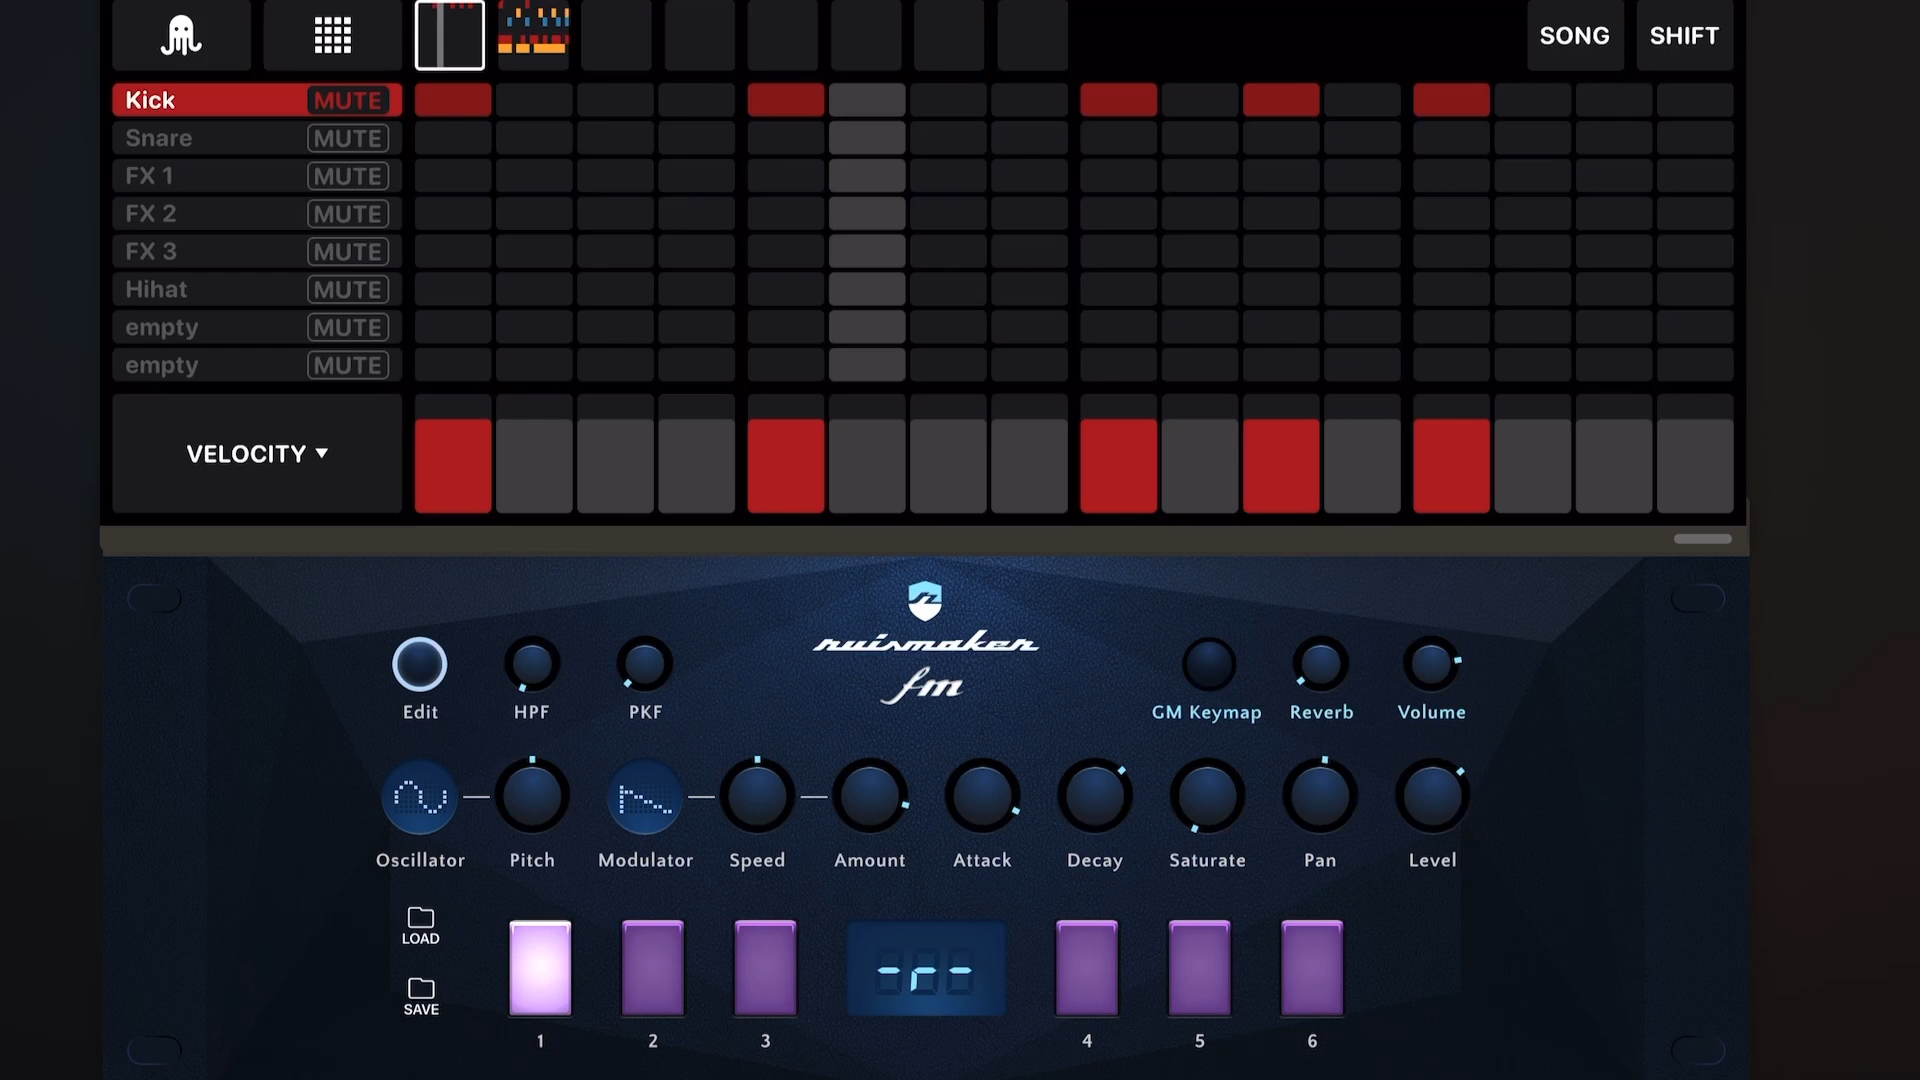 SONG SHIFT
Kick MUTE
Snare MUTE
FX 1 MUTE
FX 2 MUTE
FX 3 MUTE
Hihat MUTE
empty MUTE
empty MUTE
VELOCITY
ruismaker
fm
Edit HPF PKF GM Keymap Reverb Volume
Oscillator Pitch Modulator Speed Amount Attack Decay Saturate Pan Level
LOAD
-r-
SAVE
1 2 3 4 5 6